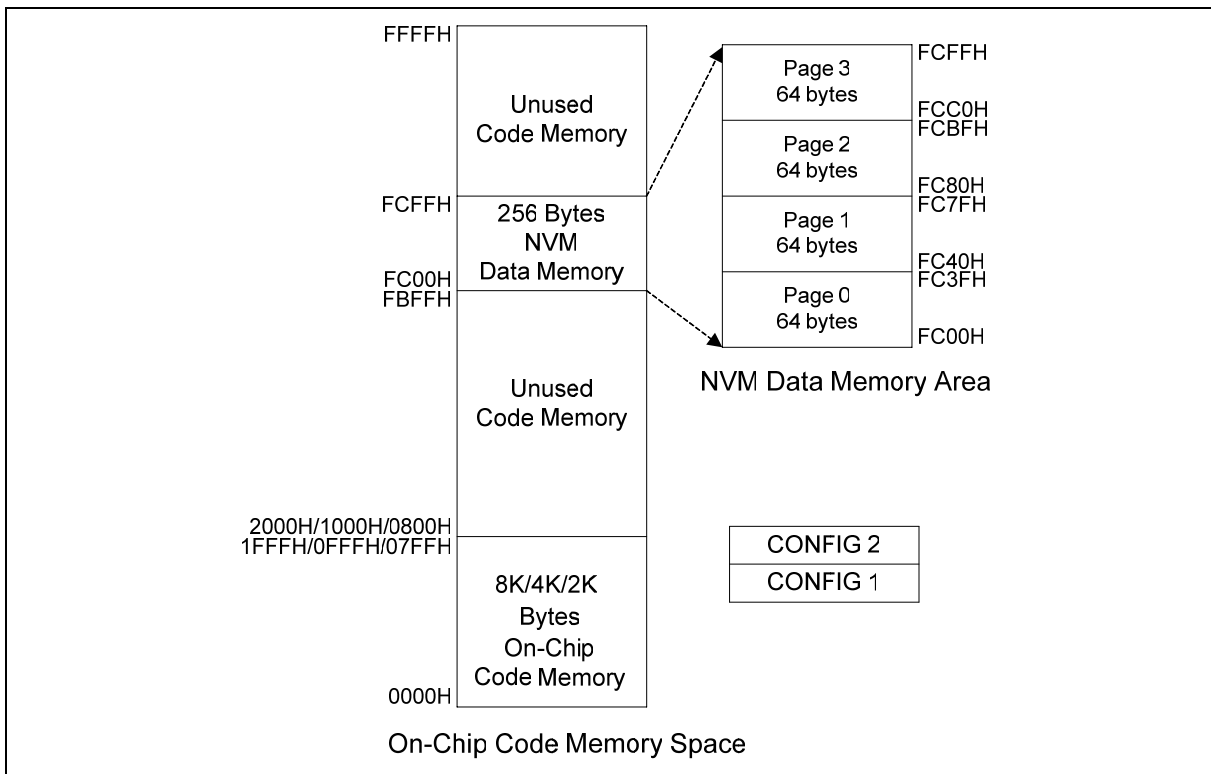 FFFFH
Unused
Code Memory
FCFFH
256 Bytes
NVM
Data Memory
FC00H
FBFFH
Unused
Code Memory
2000H/1000H/0800H
1FFFH/0FFFH/07FFH
8K/4K/2K
Bytes
On-Chip
Code Memory
0000H
On-Chip Code Memory Space
FCFFH
Page 3
64 bytes
FCC0H
FCBFH
Page 2
64 bytes
FC80H
FC7FH
Page 1
64 bytes
FC40H
FC3FH
Page 0
64 bytes
FC00H
NVM Data Memory Area
CONFIG 2
CONFIG 1